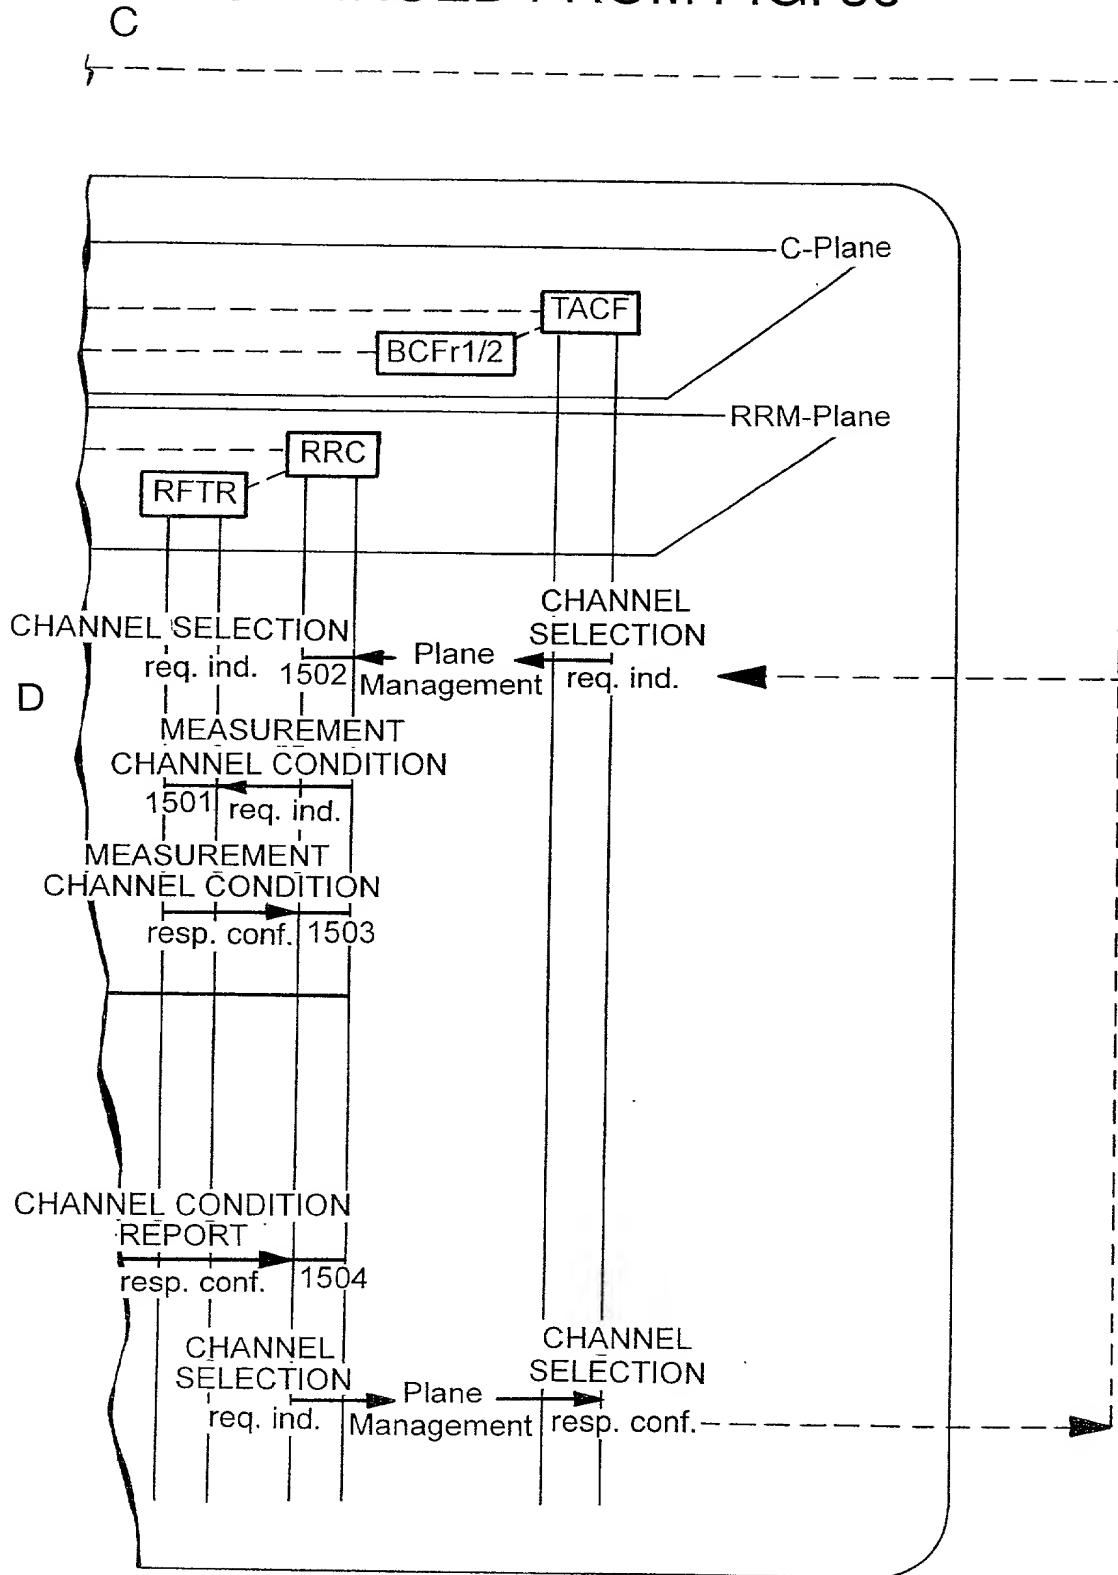 FROM FIG.
C
C-Plane
TACF
BCFr1/2
RRM-Plane
RRC
RFTR
CHANNEL SELECTION
req. ind. 1502
Plane
Management
CHANNEL
SELECTION
req. ind.
D
MEASUREMENT
CHANNEL CONDITION
1501 req. ind.
MEASUREMENT
CHANNEL CONDITION
resp. conf. 1503
CHANNEL CONDITION
REPORT
resp. conf. 1504
CHANNEL
SELECTION
req. ind.
Plane
Management
CHANNEL
SELECTION
resp. conf.